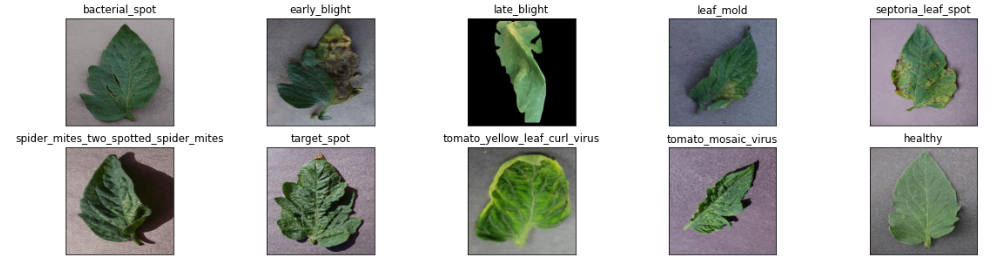 bacterial_spot
early_blight
late_blight
leaf_mold
septoria_leaf_spot
spider_mites_two_spotted_spider_mites
target_spot
tomato_yellow_leaf_curl_virus
tomato_mosaic_virus
healthy